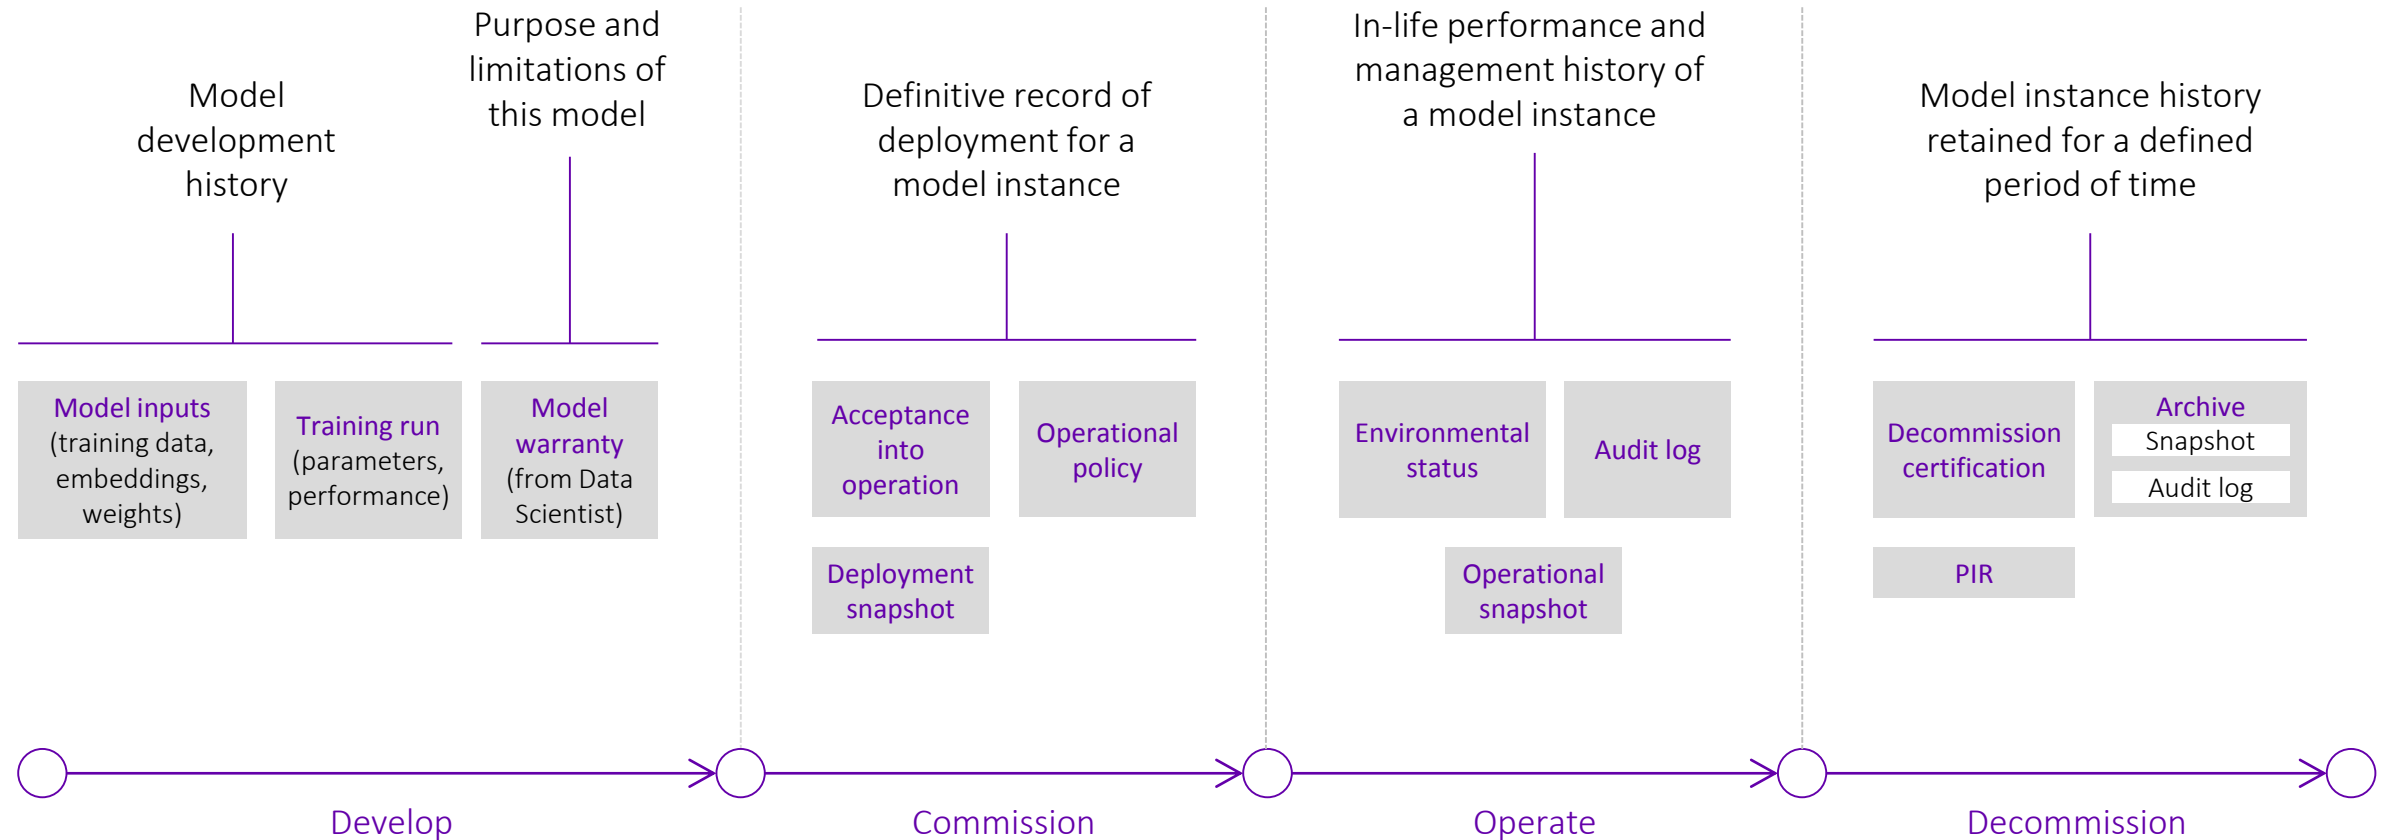 Model
development
history
Purpose and
limitations of
this model
Definitive record of
deployment for a
model instance
In-life performance and
management history of
a model instance
Model instance history
retained for a defined
period of time
Model inputs
(training data,
embeddings,
weights)
Training run
(parameters,
performance)
Model
warranty
(from Data
Scientist)
Acceptance
into
operation
Operational
policy
Deployment
snapshot
Environmental
status
Audit log
Operational
snapshot
Decommission
certification
Archive
Snapshot
Audit log
PIR
Develop
Commission
Operate
Decommission